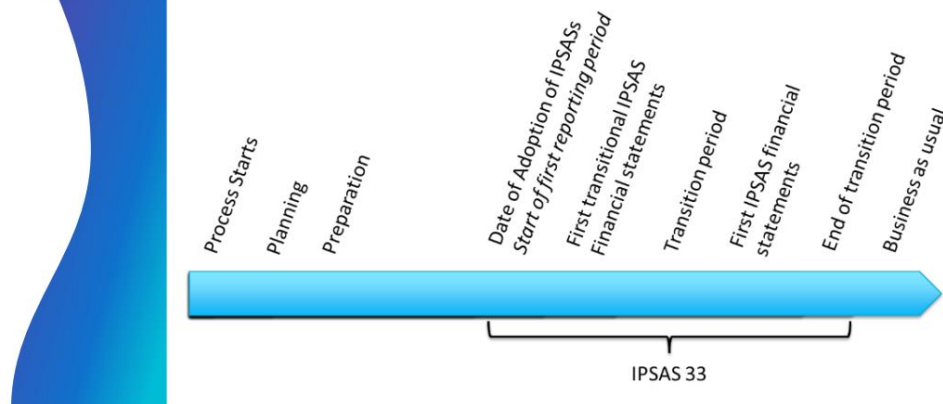 Process Starts
Planning
Preparation
Date of Adoption of IPSASs
Start of first reporting period
First transitional IPSAS
Financial statements
Transition period
First IPSAS financial
statements
End of transition period
Business as usual
IPSAS 33